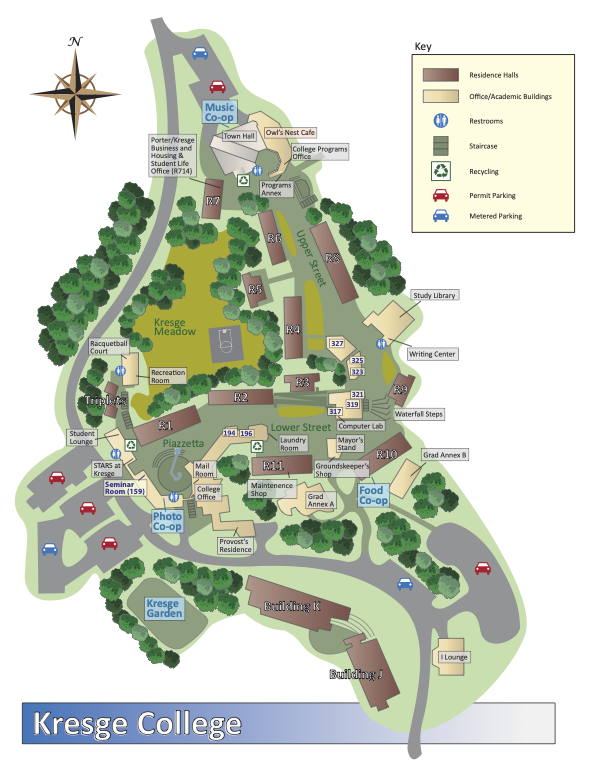 N
Key
Residence Halls
Office/Academic Buildings
Restrooms
Staircase
Recycling
Permit Parking
Metered Parking
Music
Co-op
Owl's Nest Cafe
Town Hall
College Programs
Office
Porter/Kresge
Business and
Housing &
Student Life
Office (R714)
Programs
Annex
R7
R6
R8
Upper Street
R5
Study Library
Kresge
Meadow
R4
327
Writing Center
Racquetball
Court
325
323
Recreation
Room
R3
R9
Triplets
R2
321
319
317
Waterfall Steps
Computer Lab
R1
Lower Street
Student
Lounge
Piazzetta
194
196
Laundry
Room
Mayor's
Stand
R10
Grad Annex B
STARS at
Kresge
Mail
Room
R11
Groundskeeper's
Shop
Seminar
Room (159)
College
Office
Maintenence
Shop
Grad
Annex A
Food
Co-op
Photo
Co-op
Provost's
Residence
Kresge
Garden
Building K
I Lounge
Building J
Kresge College